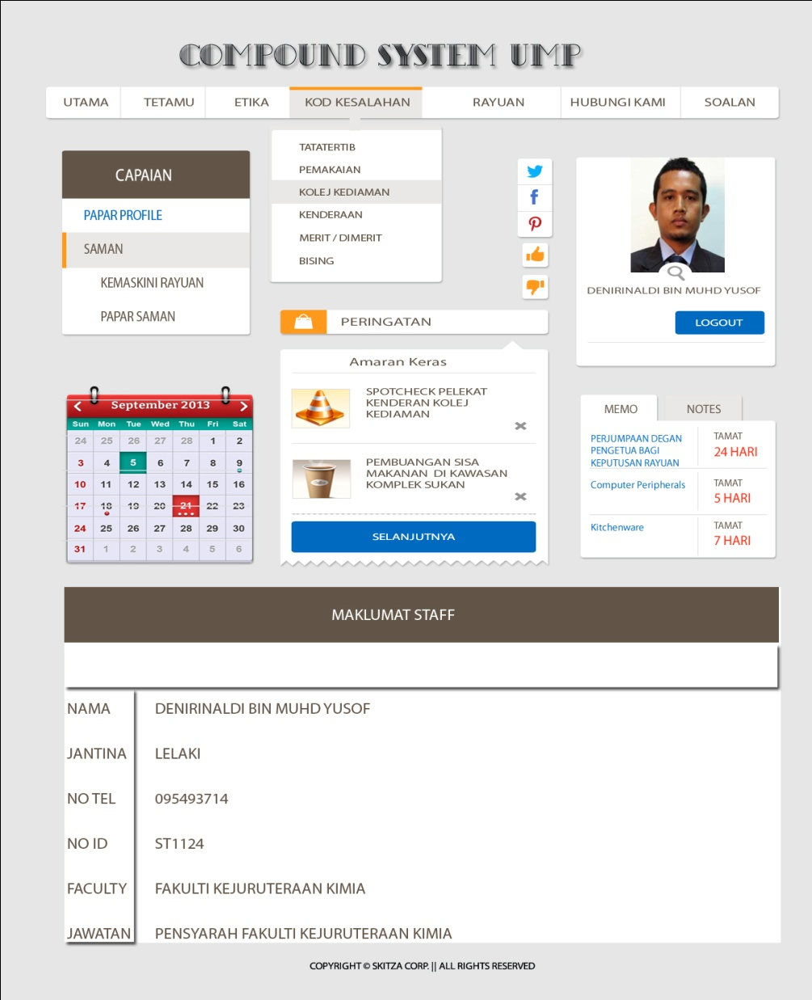 COMPOUND SYSTEM UMP
UTAMA TETAMU ETIKA KOD KESALAHAN RAYUAN HUBUNGI KAMI SOALAN
TATATERTIB
PEMAKAIAN
KOLEJ KEDIAMAN
KENDERAAN
MERIT / DIMERIT
BISING
CAPAIAN
PAPAR PROFILE
SAMAN
KEMASKINI RAYUAN
PAPAR SAMAN
DENIRINALDI BIN MUHD YUSOF
LOGOUT
PERINGATAN
Amaran Keras
SPOTCHECK PELEKAT
KENDERAN KOLEJ
KEDIAMAN
PEMBUANGAN SISA
MAKANAN DI KAWASAN
KOMPLEK SUKAN
SELANJUTNYA
September 2013
Sun Mon Tue Wed Thu Fri Sat
24 25 26 27 28 1 2
3 4 5 6 7 8 9
10 11 12 13 14 15 16
17 18 19 20 21 22 23
24 25 26 27 28 29 30
31 1 2 3 4 5 6
MEMO NOTES
PERJUMPAAN DEGAN
PENGETUA BAGI
KEPUTUSAN RAYUAN
TAMAT
24 HARI
Computer Peripherals
TAMAT
5 HARI
Kitchenware
TAMAT
7 HARI
MAKLUMAT STAFF
NAMA DENIRINALDI BIN MUHD YUSOF
JANTINA LELAKI
NO TEL 095493714
NO ID ST1124
FACULTY FAKULTI KEJURUTERAAN KIMIA
JAWATAN PENSYARAH FAKULTI KEJURUTERAAN KIMIA
COPYRIGHT © SKITZA CORP. || ALL RIGHTS RESERVED